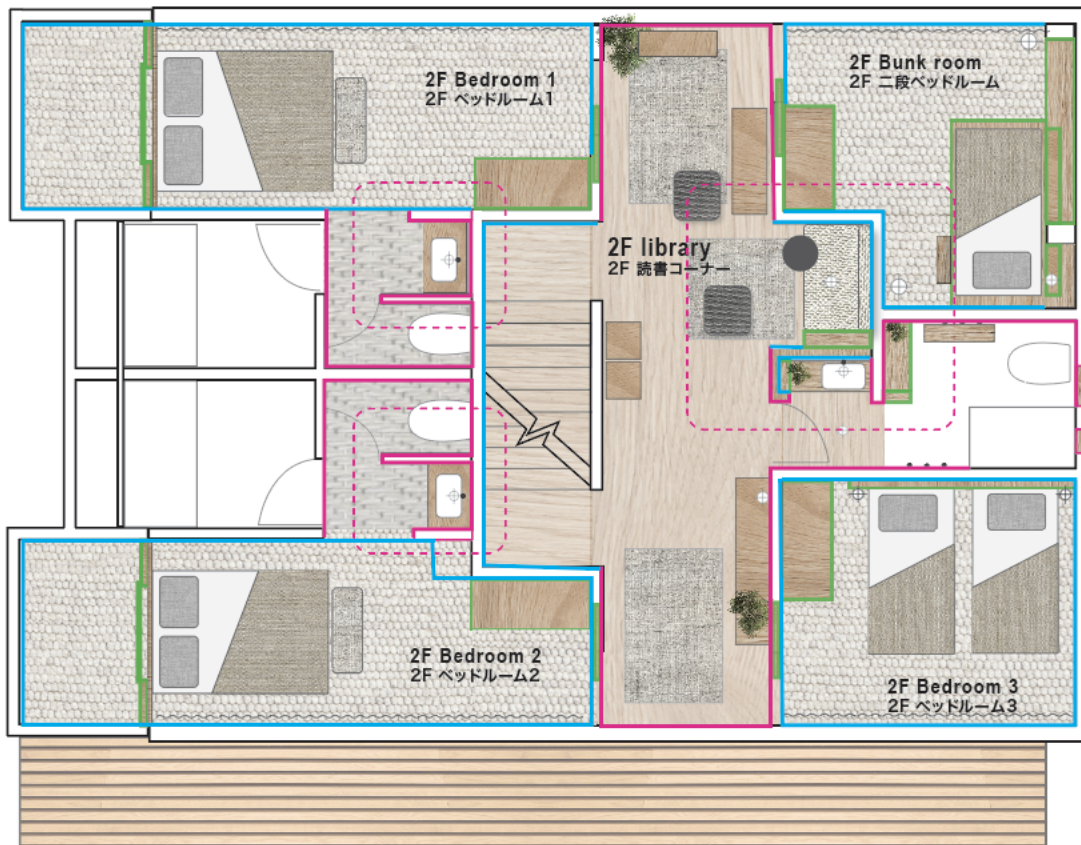 2F Bedroom 1
2F ベッドルーム1
2F Bunk room
2F 二段ベッドルーム
2F library
2F 読書コーナー
2F Bedroom 2
2F ベッドルーム2
2F Bedroom 3
2F ベッドルーム3